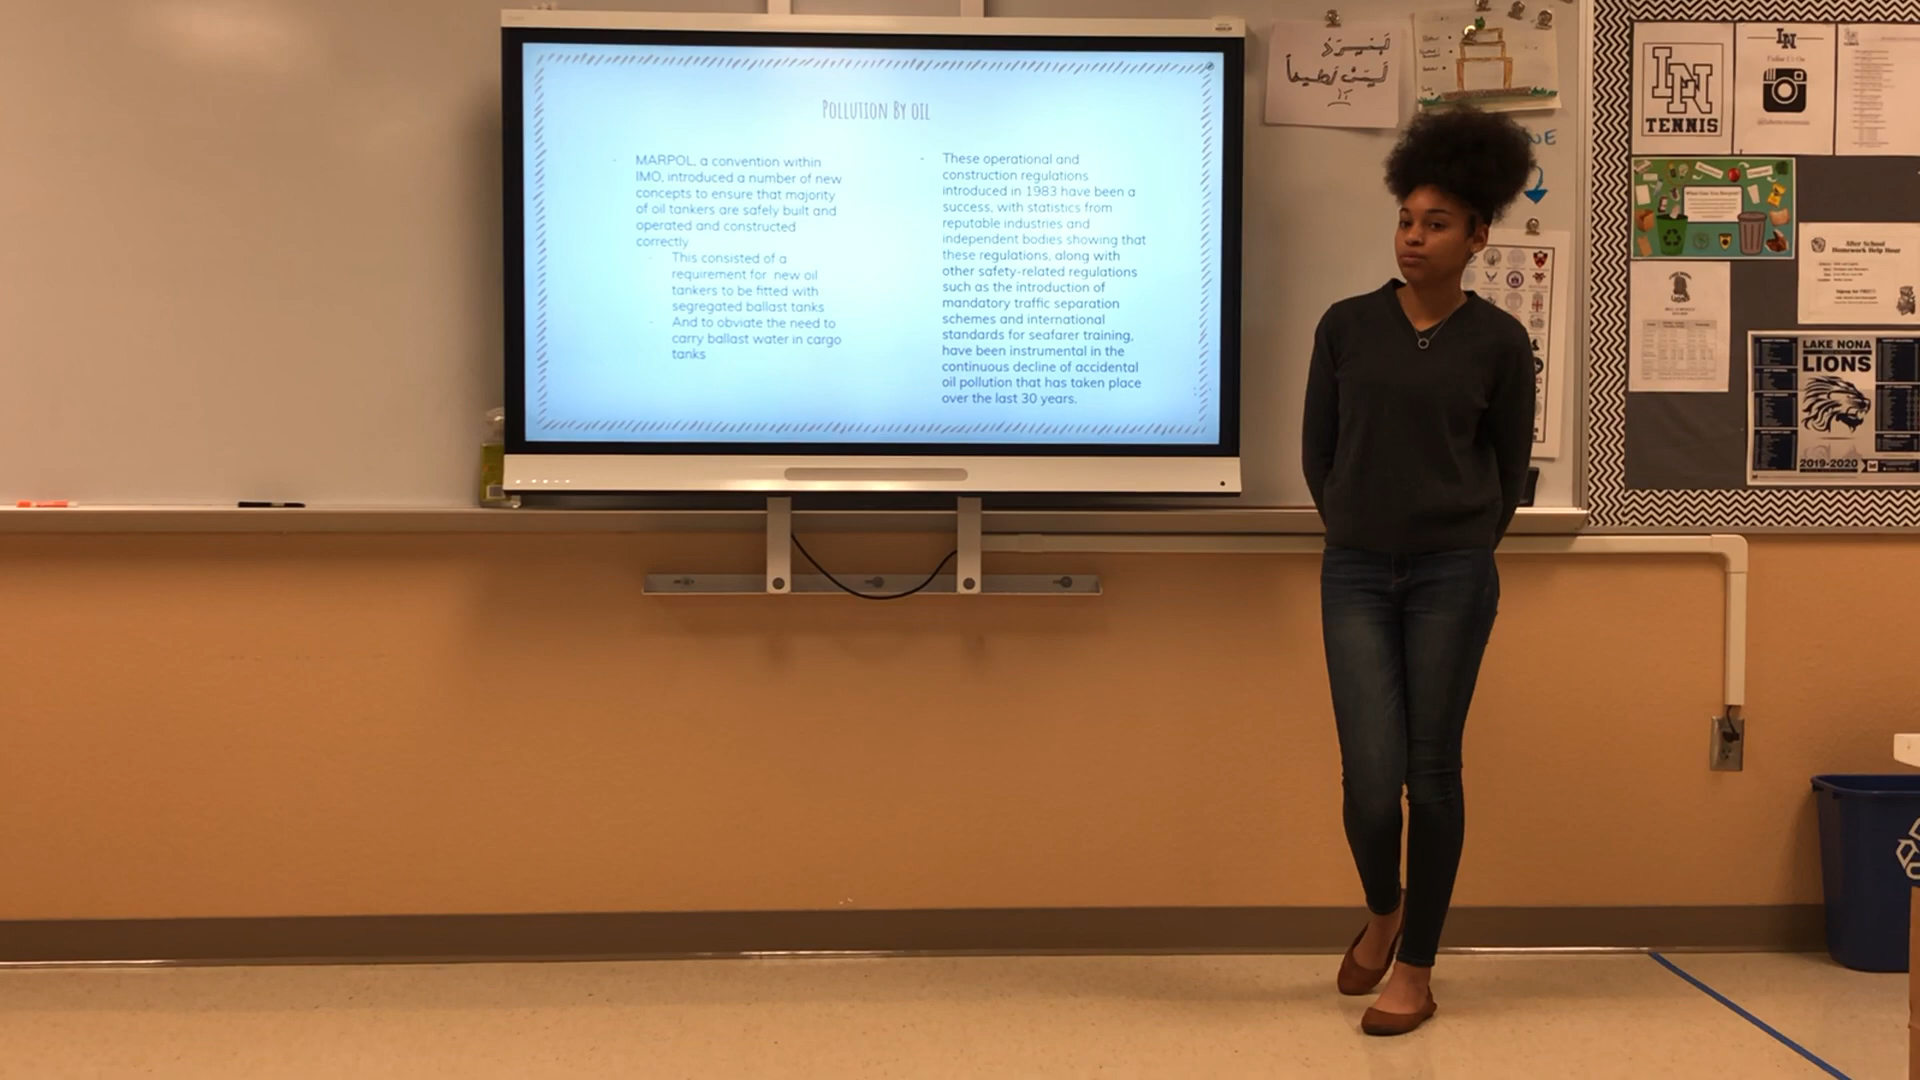 POLLUTION BY OIL
MARPOL, a convention within
IMO, introduced a number of new
concepts to ensure that majority
of oil tankers are safely built and
operated and constructed
correctly
This consisted of a
requirement for new oil
tankers to be fitted with
segregated ballast tanks
And to obviate the need to
carry ballast water in cargo
tanks
These operational and
construction regulations
introduced in 1983 have been a
success, with statistics from
reputable industries and
independent bodies showing that
these regulations, along with
other safety-related regulations
such as the introduction of
mandatory traffic separation
schemes and international
standards for seafarer training,
have been instrumental in the
continuous decline of accidental
oil pollution that has taken place
over the last 30 years.
LN
TENNIS
LN
After School
Homework Help Hour
LAKE NONA
LIONS
2019-2020